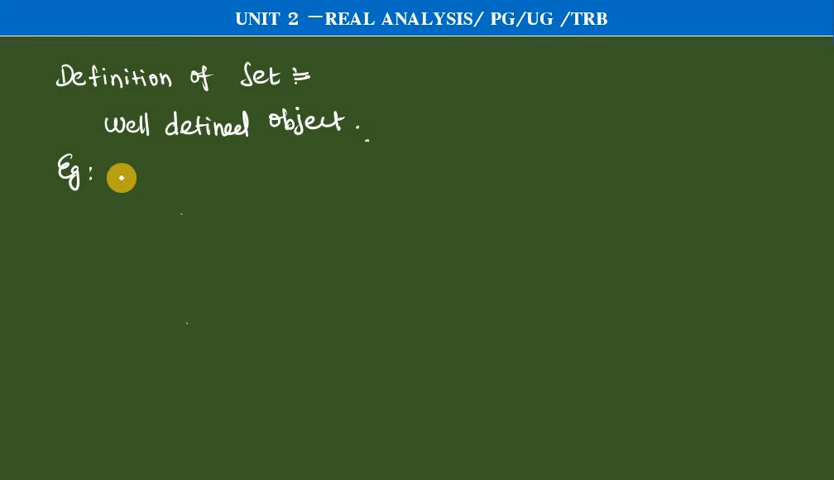 UNIT 2 – REAL ANALYSIS/ PG/UG /TRB
Definition of Set :=
Well defined object.
Eg: